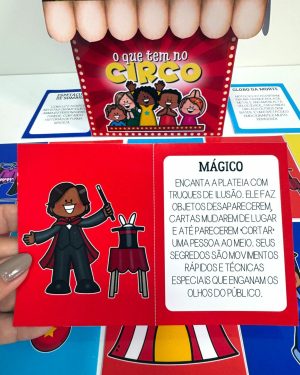 O QUE TEM NO
CIRCO
GLOBO DA MORTE
MÁGICO
ENCANTA A PLATEIA COM
TRUQUES DE ILUSÃO. ELE FAZ
OBJETOS DESAPARECEREM,
CARTAS MUDAREM DE LUGAR
E ATÉ PARECEREM "CORTAR"
UMA PESSOA AO MEIO. SEUS
SEGREDOS SÃO MOVIMENTOS
RÁPIDOS E TÉCNICAS
ESPECIAIS QUE ENGANAM OS
OLHOS DO PÚBLICO.